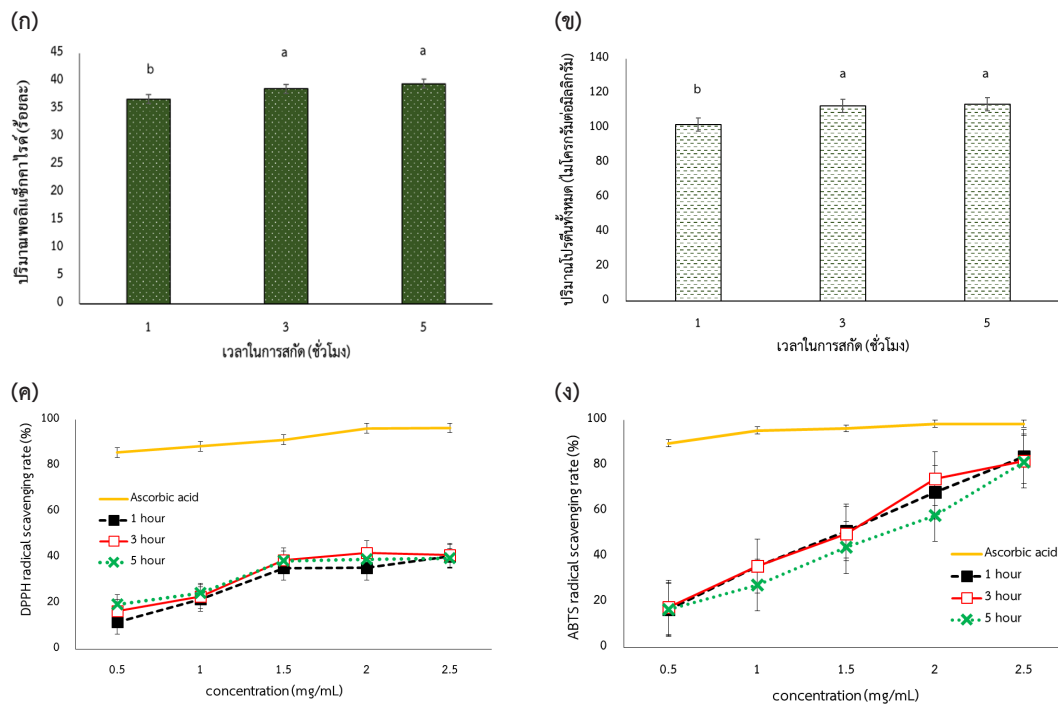 (ก)
ปริมาณพอลิแซ็กคาไรด์ (ร้อยละ)
45
40
35
30
25
20
15
10
5
0
b
a
a
1
3
5
เวลาในการสกัด (ชั่วโมง)
(ข)
ปริมาณโปรตีนทั้งหมด (ไมโครกรัมต่อมิลลิกรัม)
140
120
100
80
60
40
20
0
b
a
a
1
3
5
เวลาในการสกัด (ชั่วโมง)
(ค)
DPPH radical scavenging rate (%)
100
80
60
40
20
0
Ascorbic acid
1 hour
3 hour
5 hour
0.5
1
1.5
2
2.5
concentration (mg/mL)
(ง)
ABTS radical scavenging rate (%)
100
80
60
40
20
0
Ascorbic acid
1 hour
3 hour
5 hour
0.5
1
1.5
2
2.5
concentration (mg/mL)